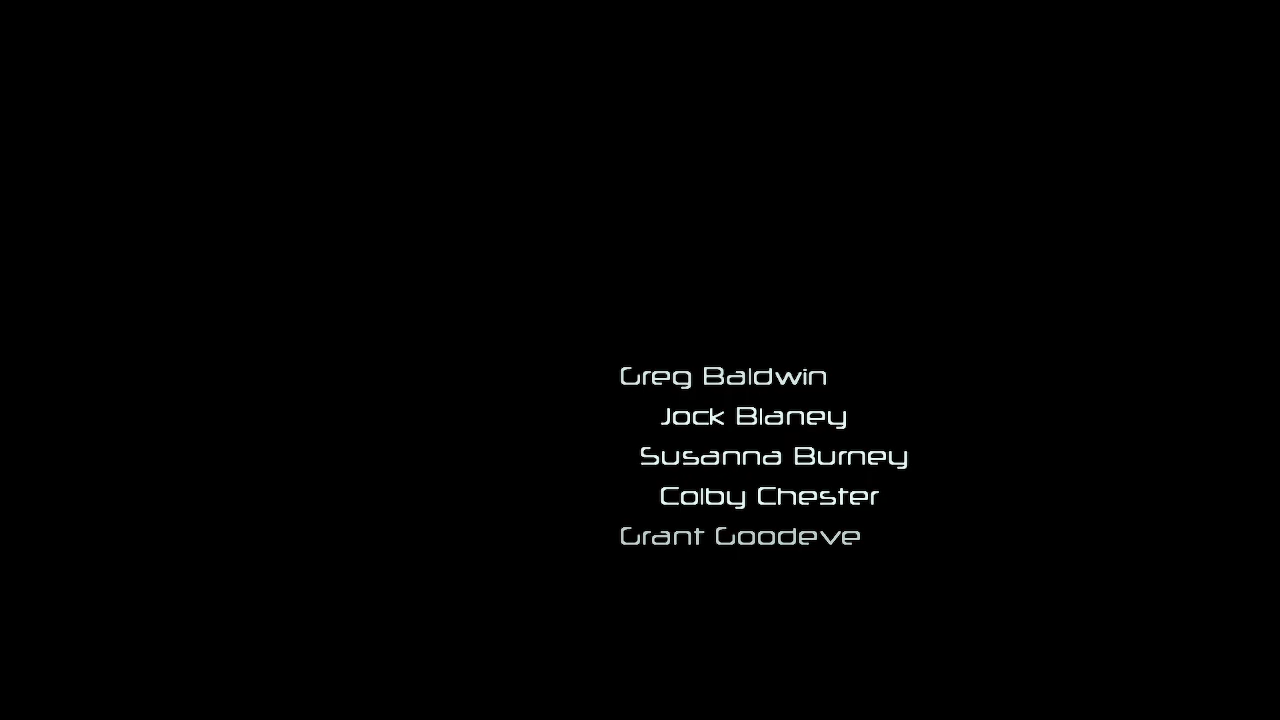 Greg Baldwin
Jock Blaney
Susanna Burney
Colby Chester
Grant Goodeve